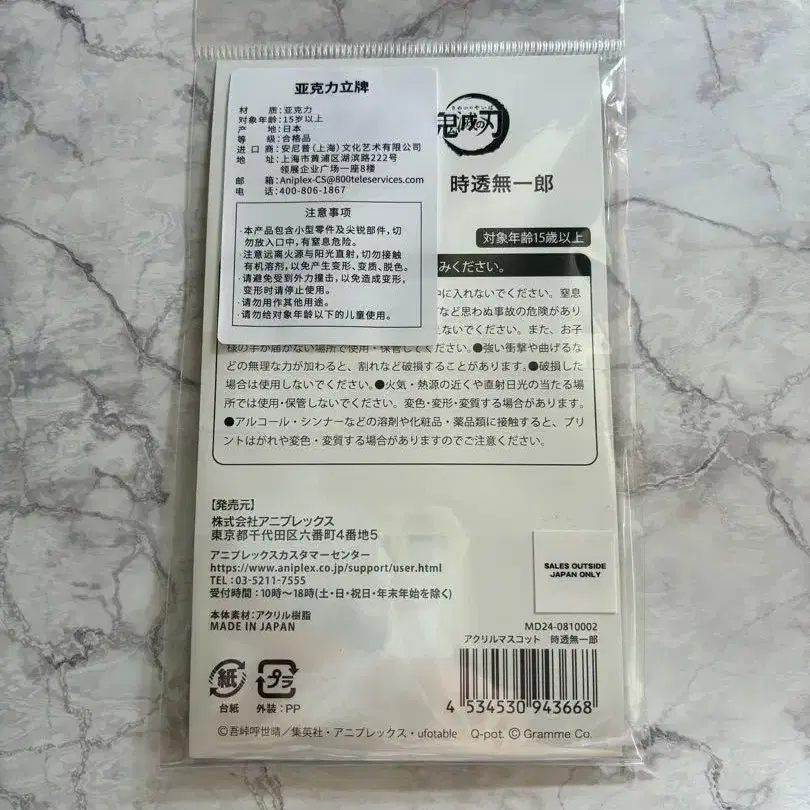 亚克力立牌
材 质:亚克力
对象年龄:15岁以上
产 地:日本
等 级:合格品
进 口 商:安尼普(上海)文化艺术有限公司
地 址:上海市黄浦区湖滨路222号
领展企业广场一座8楼
邮 箱:Aniplex-CS@800teleservices.com
电 话:400-806-1867
注意事项
·本产品包含小型零件及尖锐部件,切
勿放入口中,有窒息危险。
·注意远离火源与阳光直射,切勿接触
有机溶剂,以免产生变形、变质、脱色。
·请避免受到外力撞击,以免造成变形,
变形时请停止使用。
·请勿用作其他用途。
·请勿给对象年龄以下的儿童使用。
きめつのやいば
鬼滅の刃
時透無一郎
対象年齢15歳以上
みください。
中に入れないでください。窒息
など思わぬ事故の危険があり
えないでください。また、お子
様の手が届かない場所で使用・保管してください。●強い衝撃や曲げるな
どの無理な力が加わると、割れなど破損することがあります。●破損した
場合は使用しないでください。●火気・熱源の近くや直射日光の当たる場
所では使用・保管しないでください。変色・変形・変質する場合があります。
●アルコール・シンナーなどの溶剤や化粧品・薬品類に接触すると、プリ
ントはがれや変色・変質する場合がありますのでご注意ください。
【発売元】
株式会社アニプレックス
東京都千代田区六番町4番地5
アニプレックスカスタマーセンター
https://www.aniplex.co.jp/support/user.html
TEL:03-5211-7555
受付時間:10時〜18時(土・日・祝日・年末年始を除く)
本体素材:アクリル樹脂
MADE IN JAPAN
SALES OUTSIDE
JAPAN ONLY
MD24-0810002
アクリルマスコット 時透無一郎
4 534530 943668
紙
台紙
プラ
外装:PP
©吾峠呼世晴/集英社・アニプレックス・ufotable Q-pot. © Gramme Co.